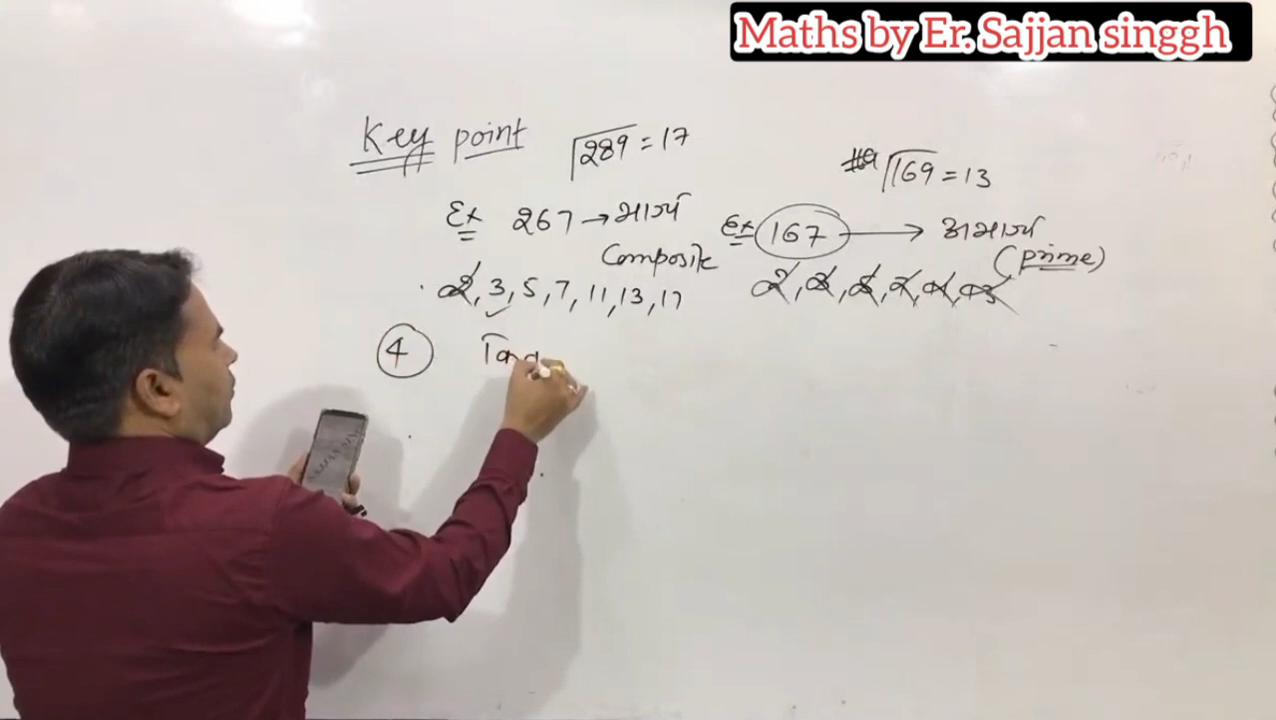 Maths by Er. Sajjan singgh
Key point
√289 = 17
√169 = 13
Ex 267 → भाज्य
Composite
Ex 167 → अभाज्य
(prime)
2, 3, 5, 7, 11, 13, 17
4